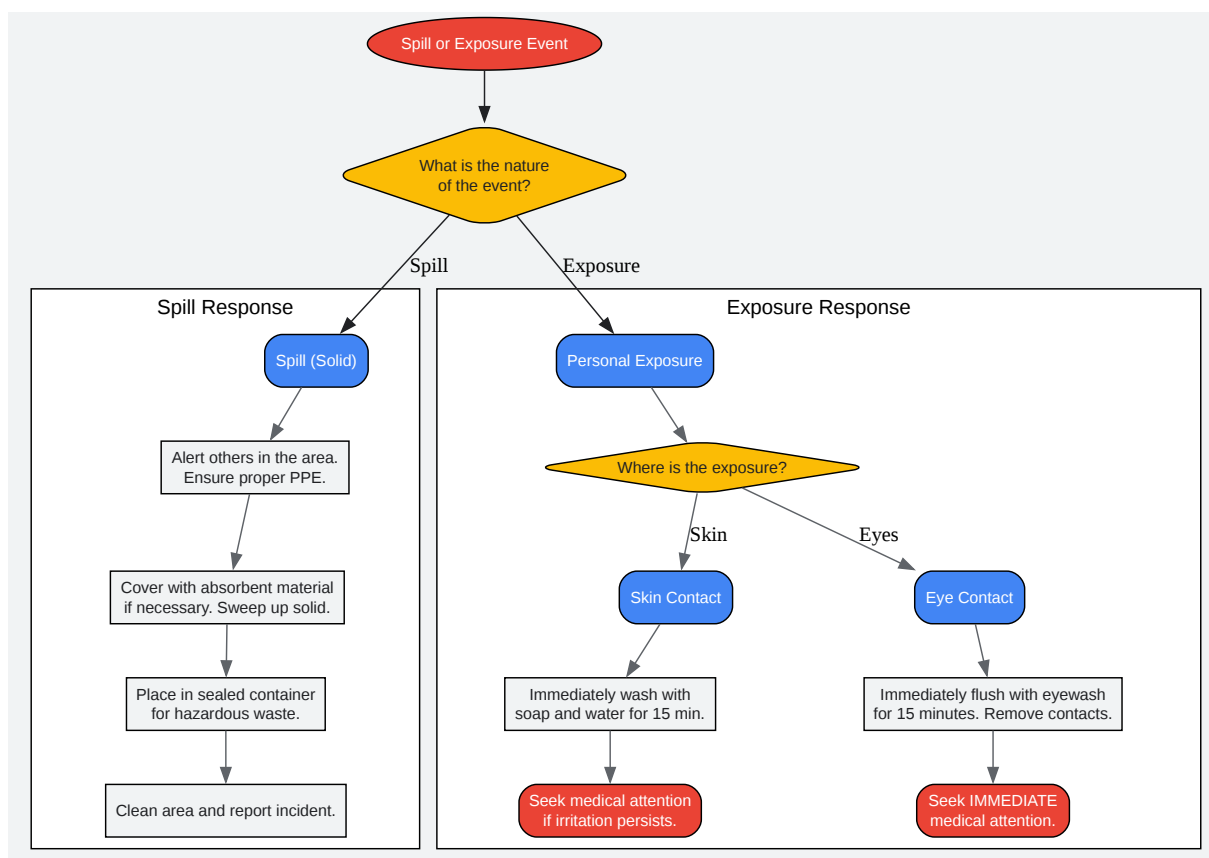 Spill or Exposure Event
What is the nature
of the event?
Spill
Exposure
Spill Response
Spill (Solid)
Alert others in the area.
Ensure proper PPE.
Cover with absorbent material
if necessary. Sweep up solid.
Place in sealed container
for hazardous waste.
Clean area and report incident.
Exposure Response
Personal Exposure
Where is the exposure?
Skin
Eyes
Skin Contact
Immediately wash with
soap and water for 15 min.
Seek medical attention
if irritation persists.
Eye Contact
Immediately flush with eyewash
for 15 minutes. Remove contacts.
Seek IMMEDIATE
medical attention.